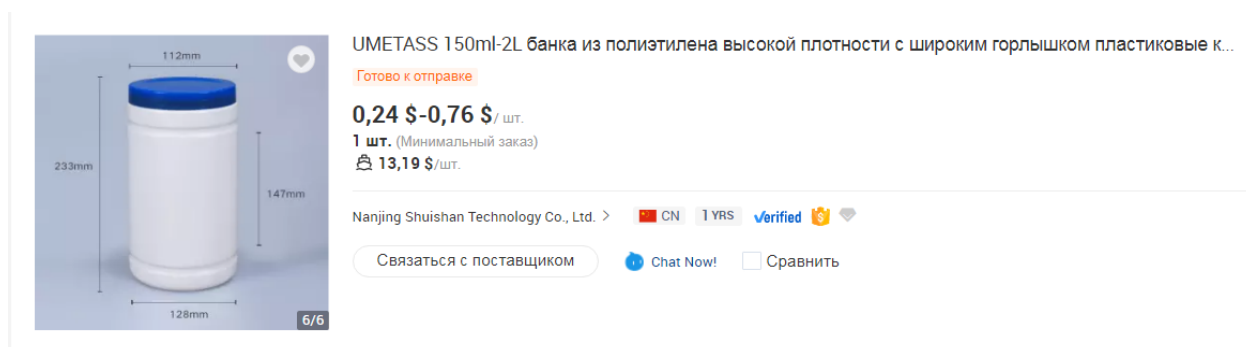 112mm
233mm
147mm
128mm
6/6
UMETASS 150ml-2L банка из полиэтилена высокой плотности с широким горлышком пластиковые к...
Готово к отправке
0,24 $-0,76 $/ шт.
1 шт. (Минимальный заказ)
13,19 $/шт.
Nanjing Shuishan Technology Co., Ltd. > CN 1 YRS Verified $
Связаться с поставщиком Chat Now! Сравнить